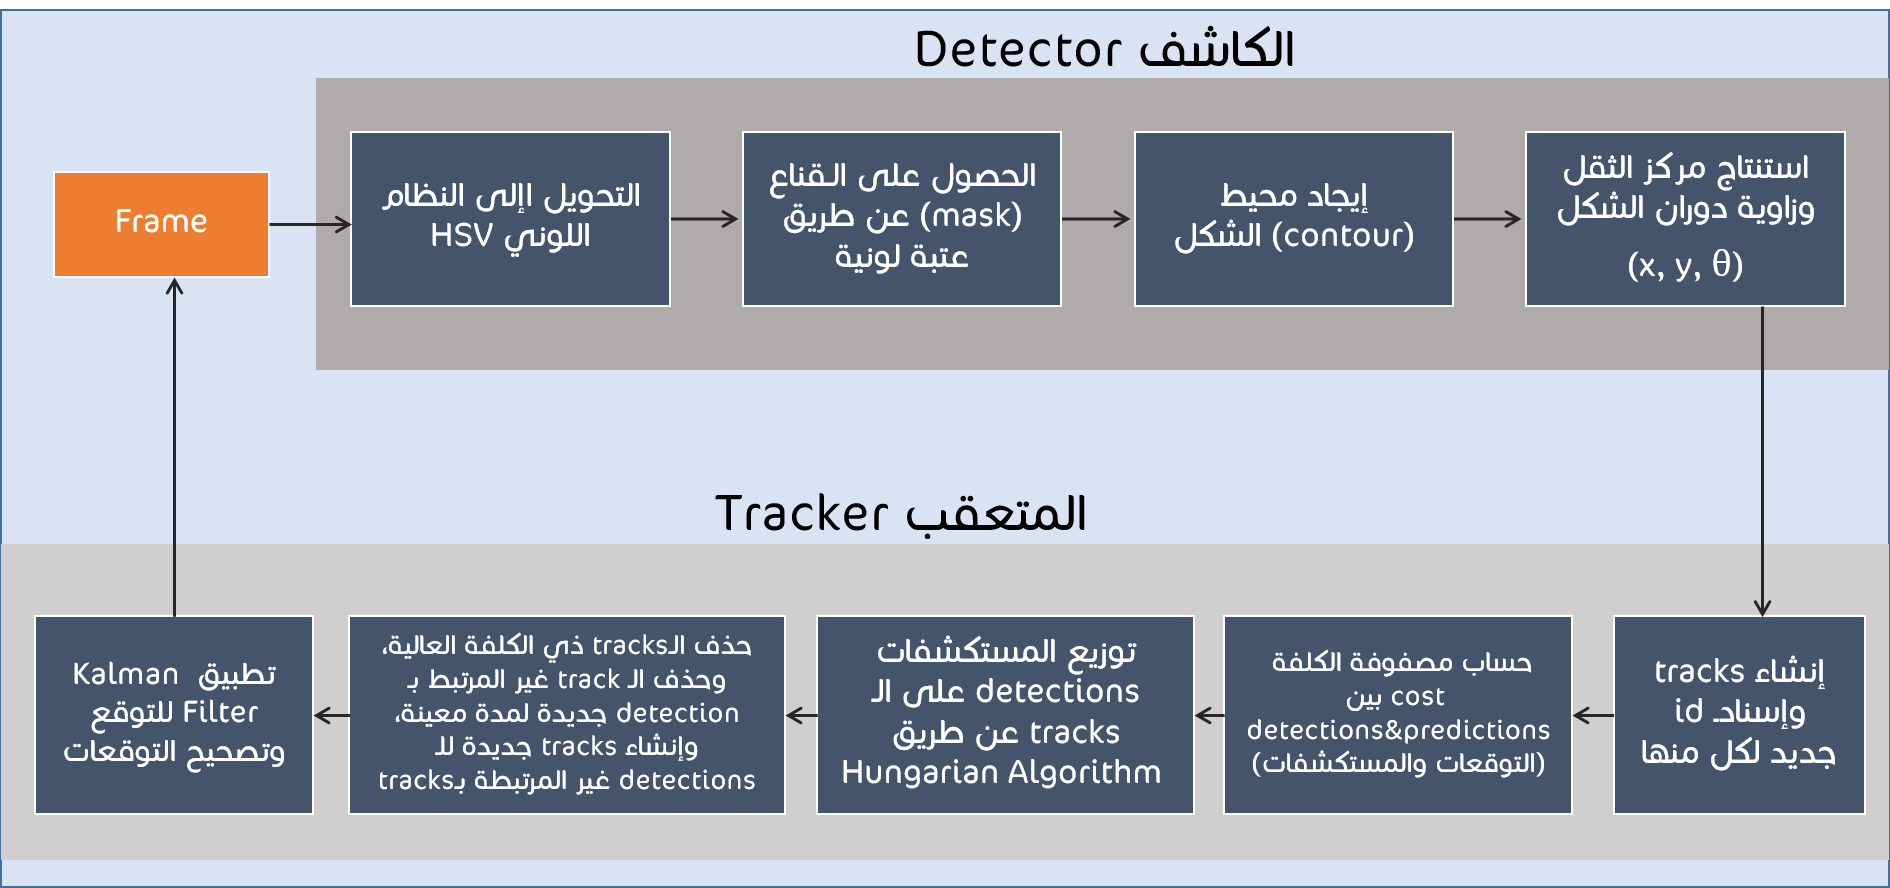 الكاشف Detector
Frame
التحويل اإلى النظام
اللوني HSV
الحصول على القناع
(mask) عن طريق
عتبة لونية
إيجاد محيط
الشكل (contour)
استنتاج مركز الثقل
وزاوية دوران الشكل
(x, y, θ)
المتعقب Tracker
إنشاء tracks
وإسناد id
جديد لكل منها
حساب مصفوفة الكلفة
cost بين
detections&predictions
(التوقعات والمستكشفات)
توزيع المستكشفات
detections على الـ
tracks عن طريق
Hungarian Algorithm
حذف الـtracks ذي الكلفة العالية،
وحذف الـ track غير المرتبط بـ
detection جديدة لمدة معينة،
وإنشاء tracks جديدة للـ
detections غير المرتبطة بـtracks
تطبيق Kalman
Filter للتوقع
وتصحيح التوقعات